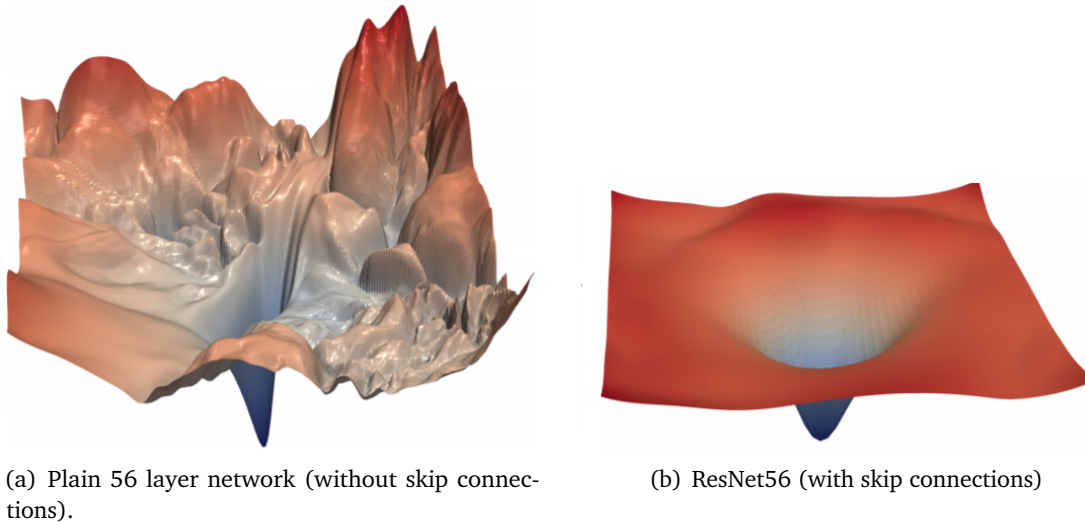 (a) Plain 56 layer network (without skip connec-
tions).
(b) ResNet56 (with skip connections)